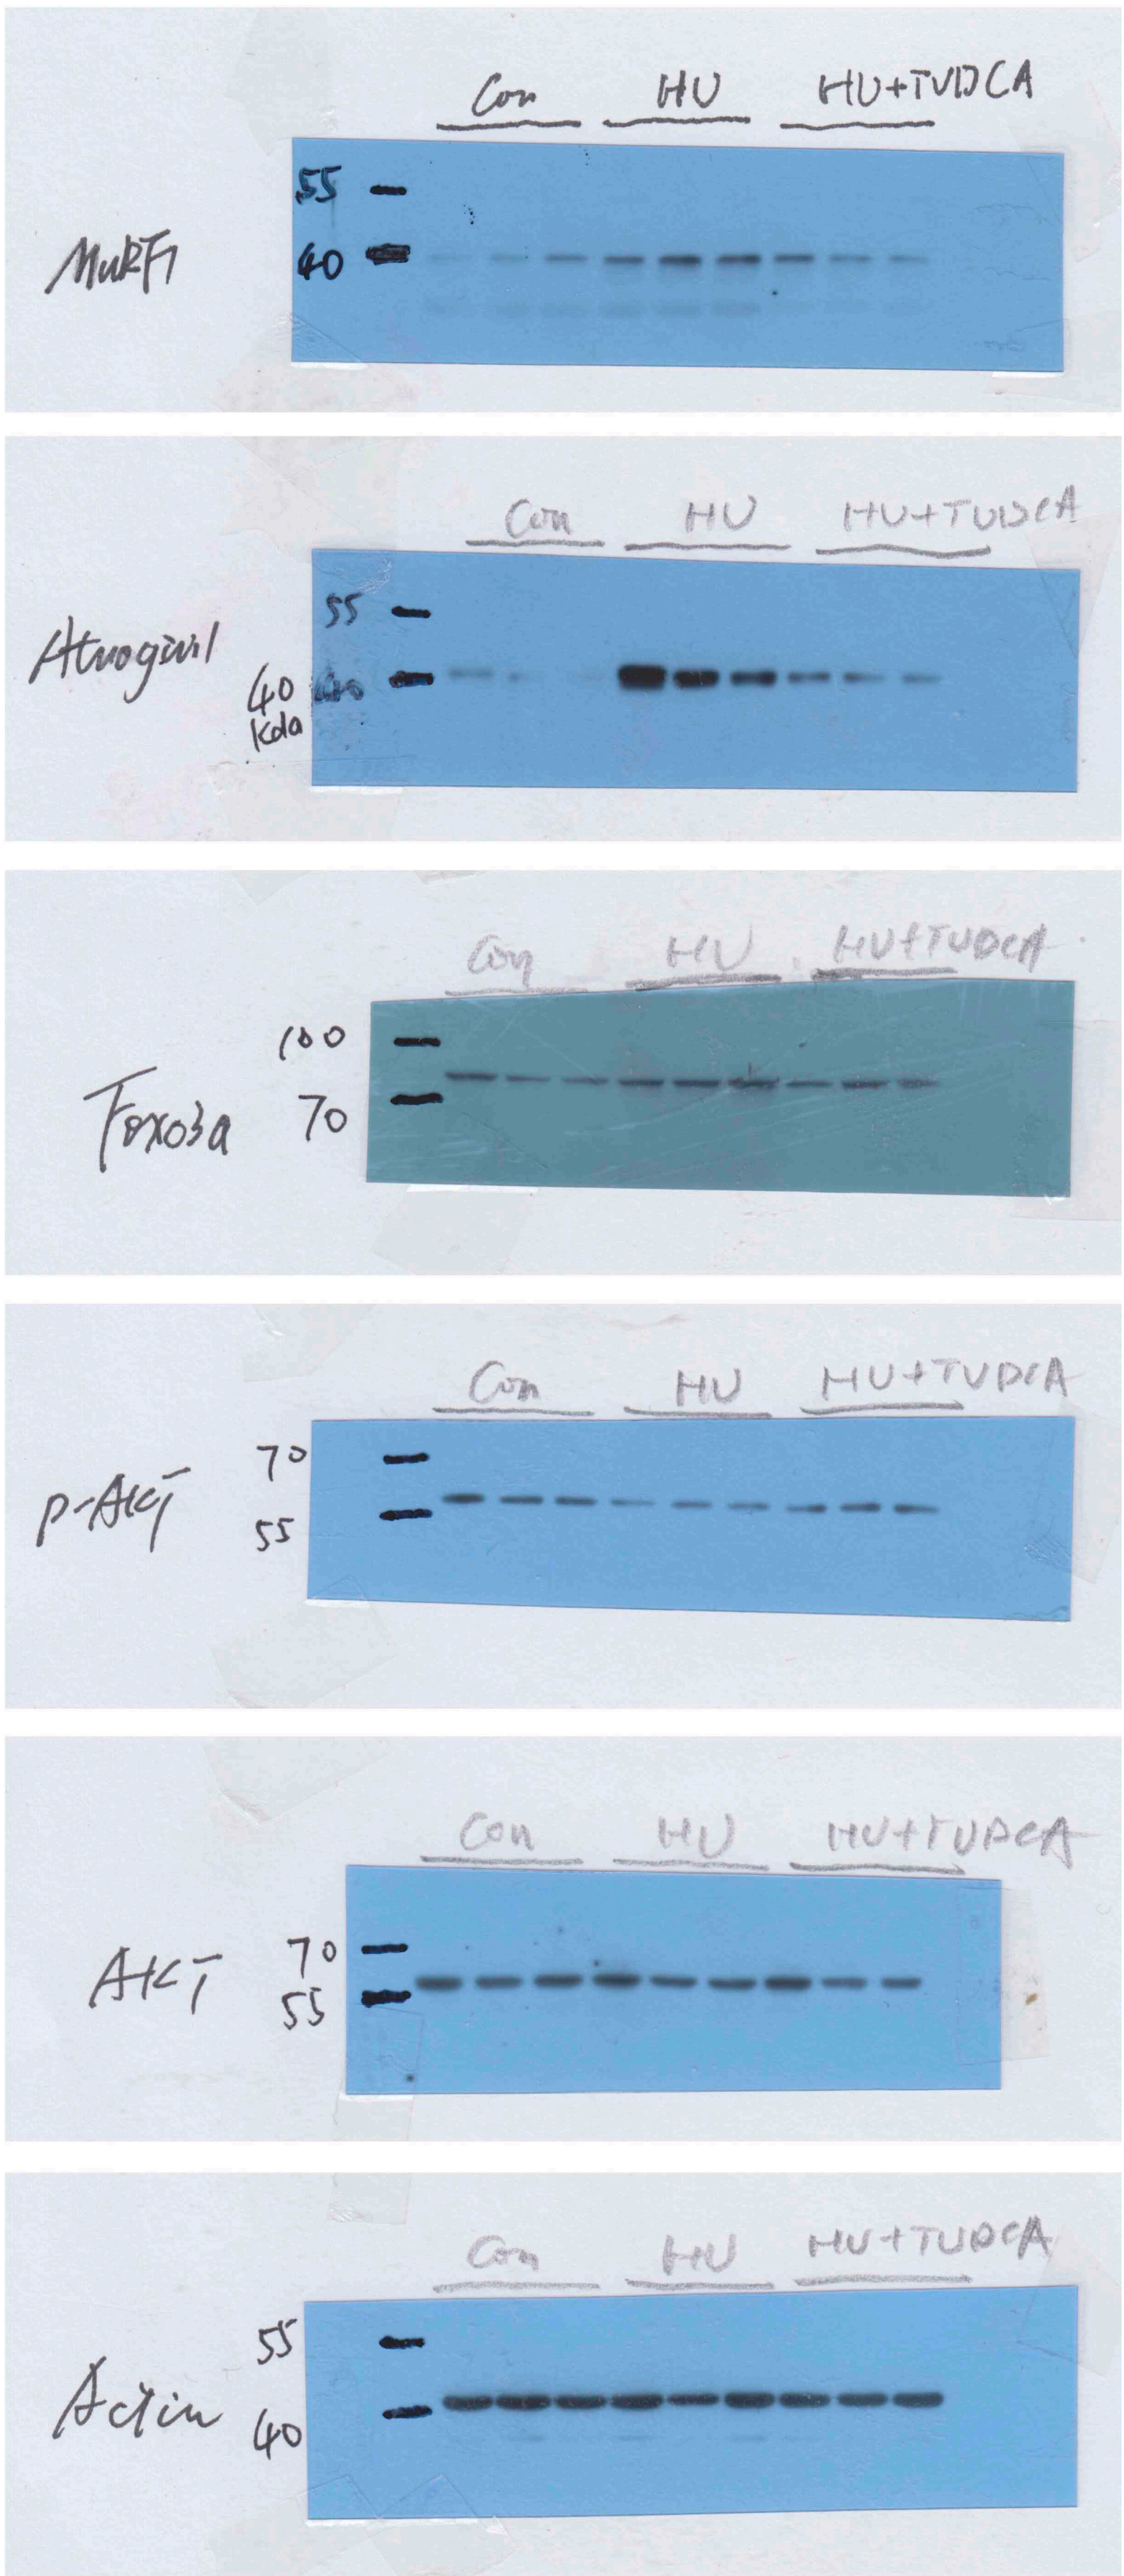 Con HU HU+TUDCA
55
MuRF1 40
Con HU HU+TUDCA
55
Atrogin1
40 40
Kda
Con HU HU+TUDCA
100
Foxo3a 70
Con HU HU+TUDCA
70
p-AKT
55
Con HU HU+TUDCA
70
AKT
55
Con HU HU+TUDCA
55
Actin
40